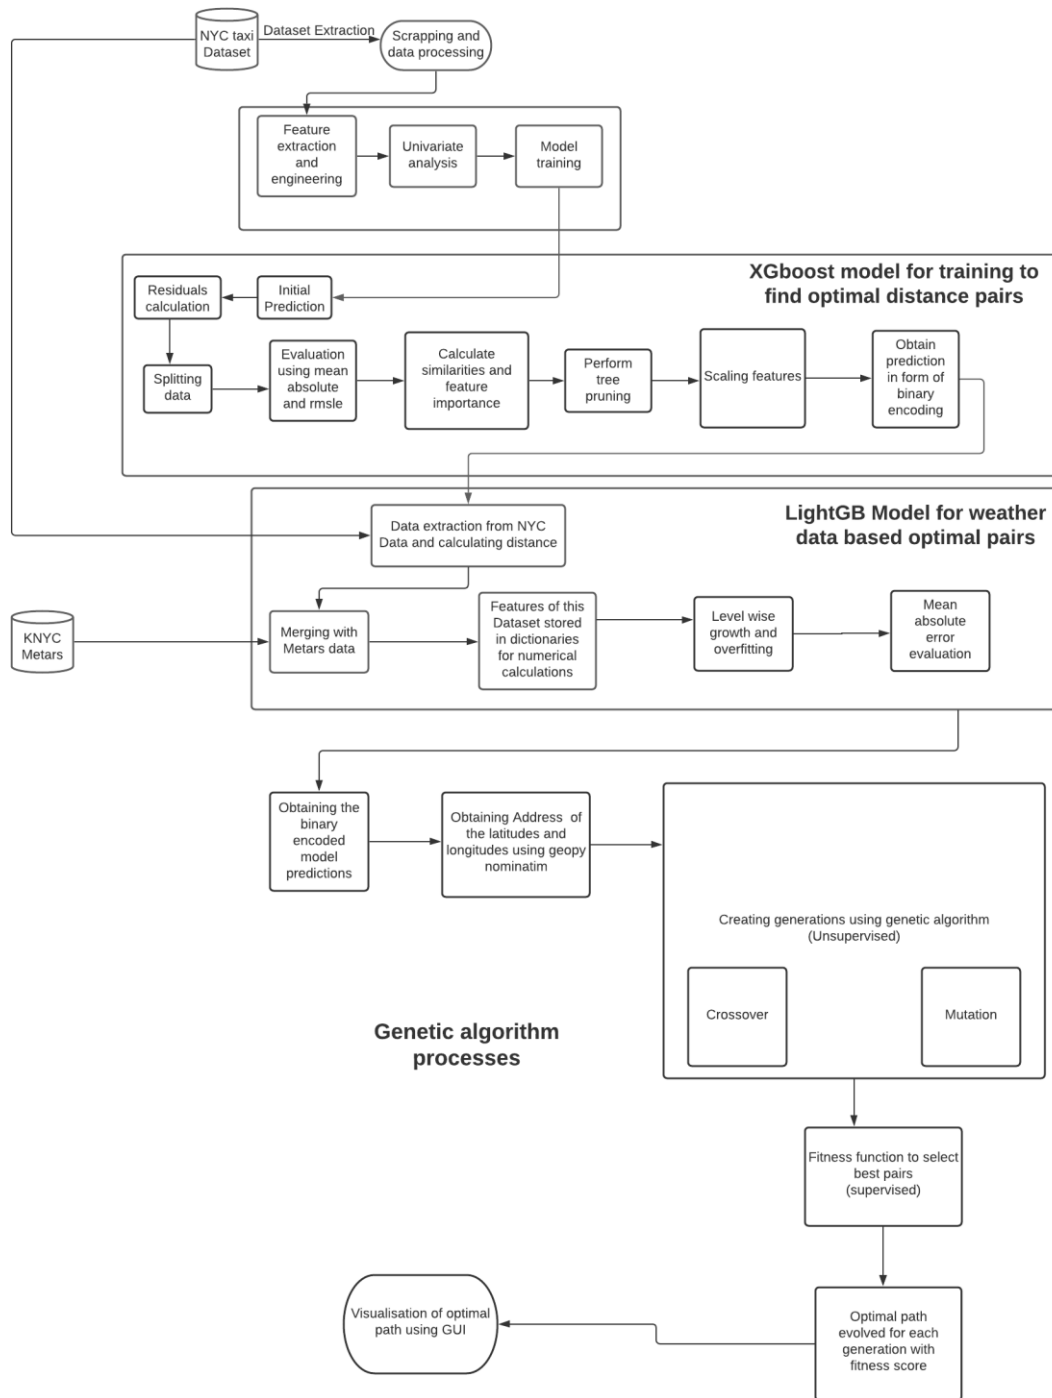 NYC taxi
Dataset
Dataset Extraction
Scrapping and
data processing
Feature
extraction
and
engineering
Univariate
analysis
Model
training
XGboost model for training to
find optimal distance pairs
Residuals
calculation
Initial
Prediction
Splitting
data
Evaluation
using mean
absolute
and rmsle
Calculate
similarities and
feature
importance
Perform
tree
pruning
Scaling features
Obtain
prediction
in form of
binary
encoding
LightGB Model for weather
data based optimal pairs
Data extraction from NYC
Data and calculating distance
KNYC
Metars
Merging with
Metars data
Features of this
Dataset stored
in dictionaries
for numerical
calculations
Level wise
growth and
overfitting
Mean
absolute
error
evaluation
Obtaining the
binary
encoded
model
predictions
Obtaining Address of
the latitudes and
longitudes using geopy
nominatim
Creating generations using genetic algorithm
(Unsupervised)
Crossover
Mutation
Genetic algorithm
processes
Fitness function to select
best pairs
(supervised)
Optimal path
evolved for each
generation with
fitness score
Visualisation of optimal
path using GUI